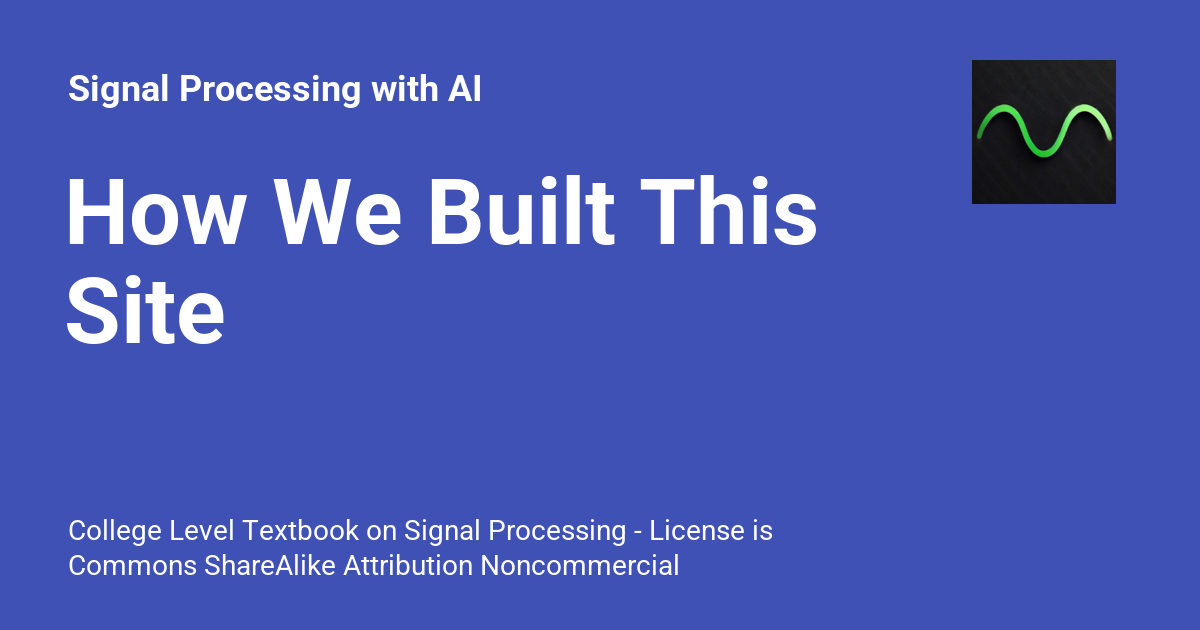 Signal Processing with AI
How We Built This
Site
College Level Textbook on Signal Processing - License is
Commons ShareAlike Attribution Noncommercial